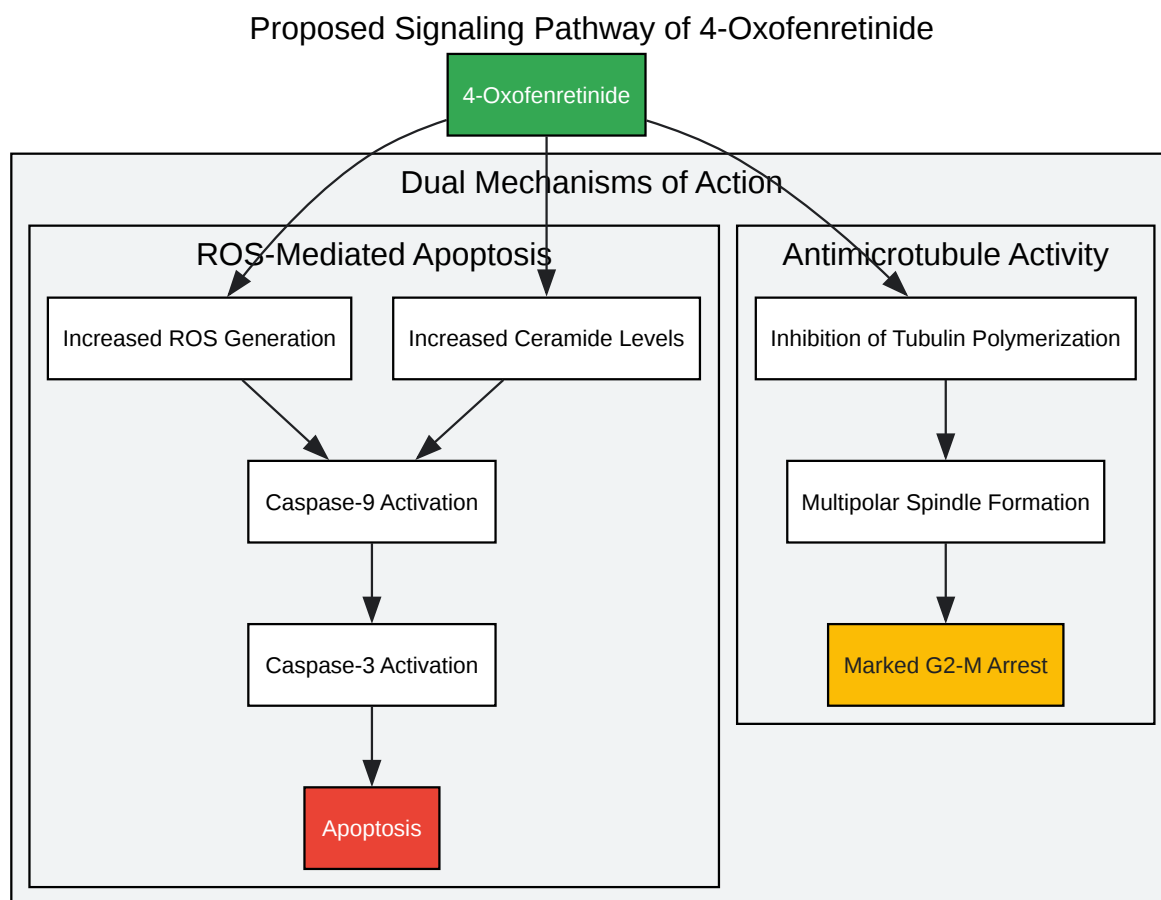 Proposed Signaling Pathway of 4-Oxofenretinide
4-Oxofenretinide
Dual Mechanisms of Action
ROS-Mediated Apoptosis
Antimicrotubule Activity
Increased ROS Generation
Increased Ceramide Levels
Inhibition of Tubulin Polymerization
Caspase-9 Activation
Multipolar Spindle Formation
Caspase-3 Activation
Marked G2-M Arrest
Apoptosis